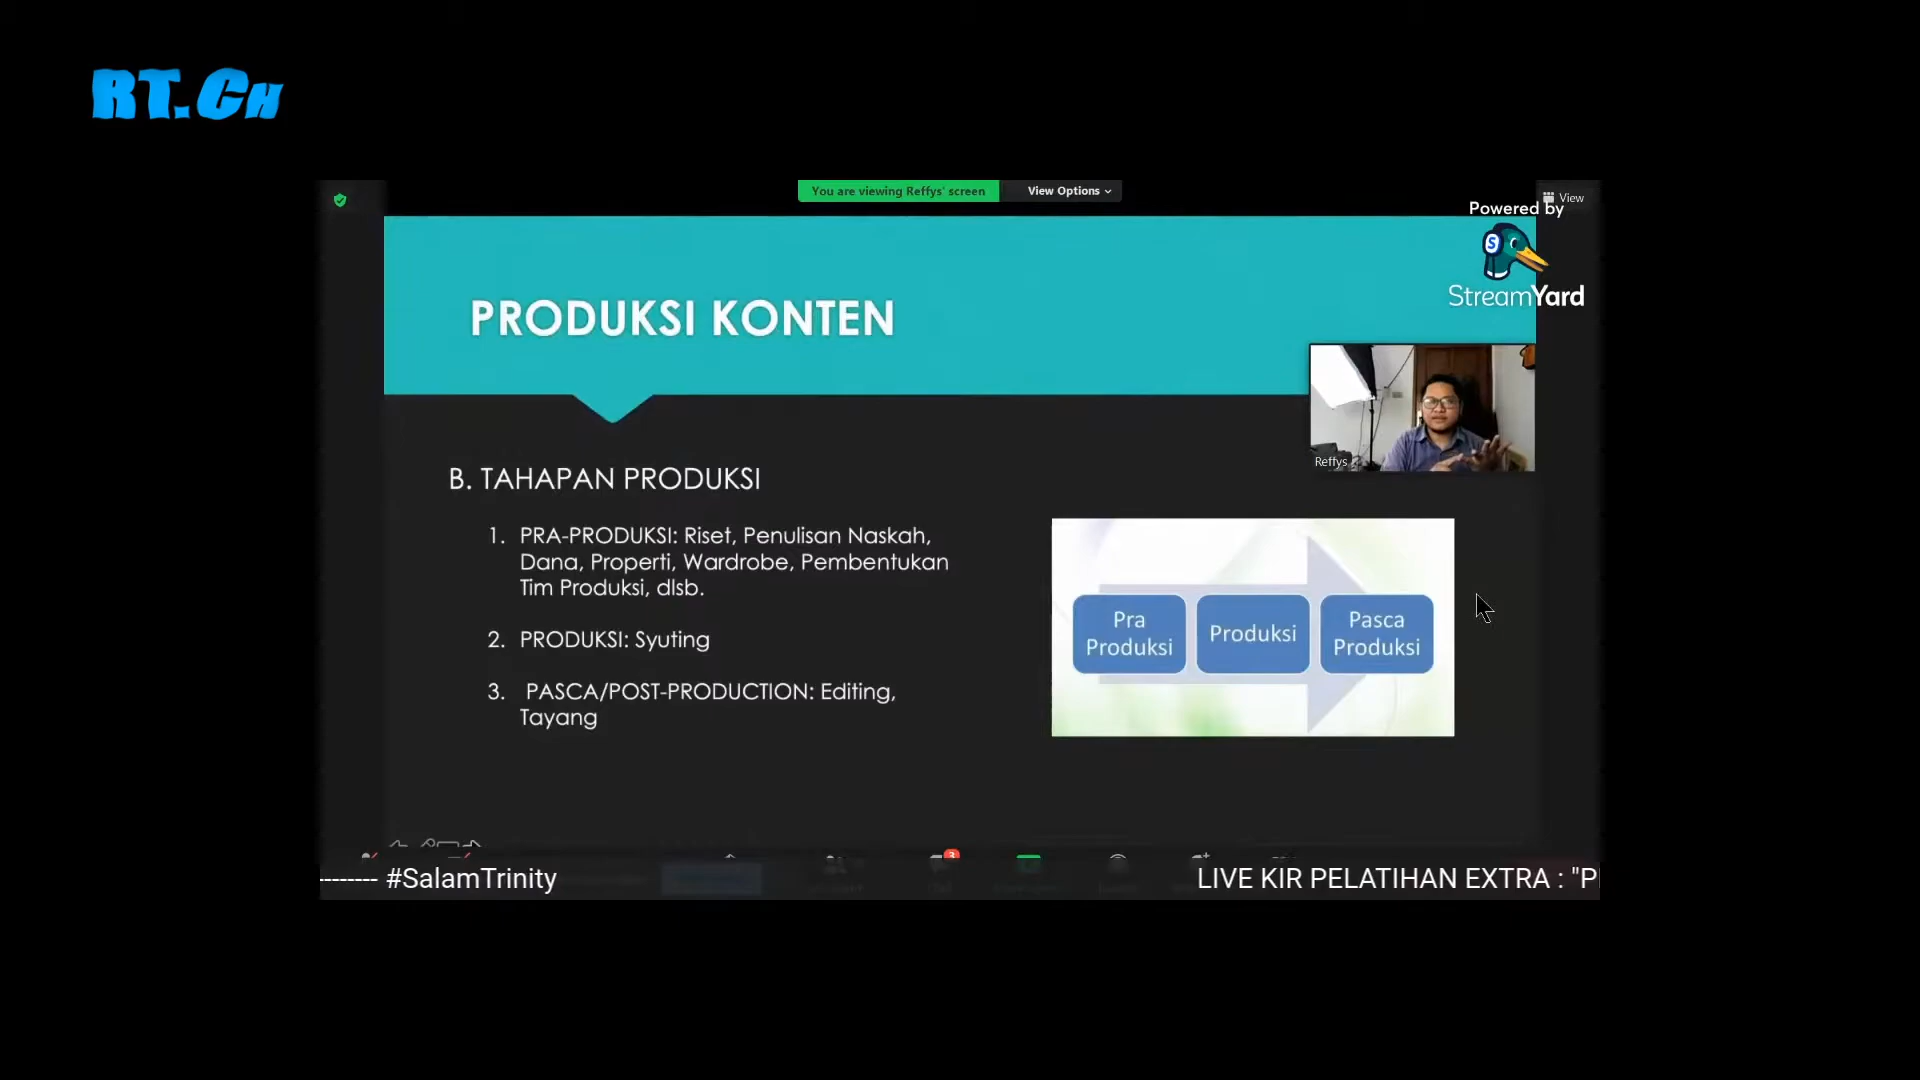 RT.CH
You are viewing Reffys' screen
View Options
View
Powered by
S
StreamYard
PRODUKSI KONTEN
Reffys
B. TAHAPAN PRODUKSI
1. PRA-PRODUKSI: Riset, Penulisan Naskah,
Dana, Properti, Wardrobe, Pembentukan
Tim Produksi, dlsb.
2. PRODUKSI: Syuting
3. PASCA/POST-PRODUCTION: Editing,
Tayang
Pra
Produksi
Produksi
Pasca
Produksi
3
-------- #SalamTrinity
LIVE KIR PELATIHAN EXTRA : "P